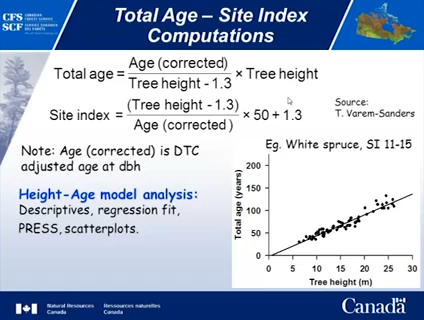 CFS
SCF
Total Age – Site Index
Computations
Total age = Age (corrected) / Tree height - 1.3 × Tree height
Site index = (Tree height - 1.3) / Age (corrected ) × 50 + 1.3
Source:
T. Varem-Sanders
Note: Age (corrected) is DTC
adjusted age at dbh
Eg. White spruce, SI 11-15
Height-Age model analysis:
Descriptives, regression fit,
PRESS, scatterplots.
Total age (years)
200
150
100
50
0
0 5 10 15 20 25 30
Tree height (m)
Natural Resources Ressources naturelles
Canada Canada
Canada